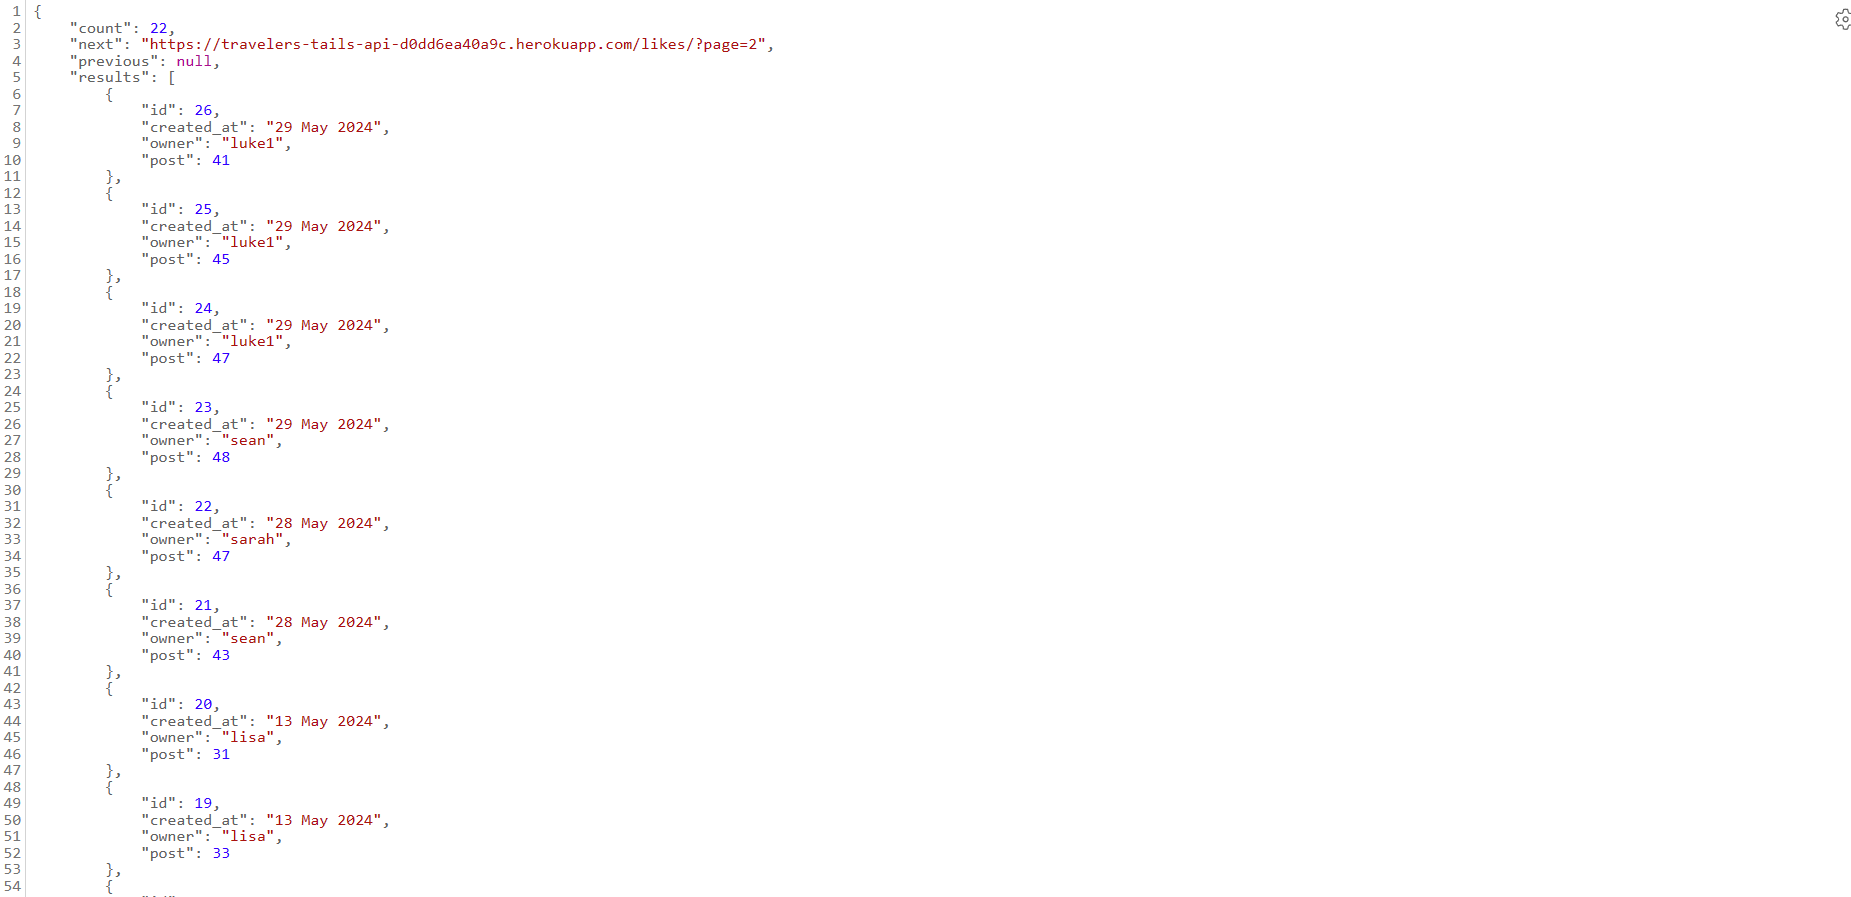 1 {
2     "count": 22,
3     "next": "https://travelers-tails-api-d0dd6ea40a9c.herokuapp.com/likes/?page=2",
4     "previous": null,
5     "results": [
6         {
7             "id": 26,
8             "created_at": "29 May 2024",
9             "owner": "luke1",
10             "post": 41
11         },
12         {
13             "id": 25,
14             "created_at": "29 May 2024",
15             "owner": "luke1",
16             "post": 45
17         },
18         {
19             "id": 24,
20             "created_at": "29 May 2024",
21             "owner": "luke1",
22             "post": 47
23         },
24         {
25             "id": 23,
26             "created_at": "29 May 2024",
27             "owner": "sean",
28             "post": 48
29         },
30         {
31             "id": 22,
32             "created_at": "28 May 2024",
33             "owner": "sarah",
34             "post": 47
35         },
36         {
37             "id": 21,
38             "created_at": "28 May 2024",
39             "owner": "sean",
40             "post": 43
41         },
42         {
43             "id": 20,
44             "created_at": "13 May 2024",
45             "owner": "lisa",
46             "post": 31
47         },
48         {
49             "id": 19,
50             "created_at": "13 May 2024",
51             "owner": "lisa",
52             "post": 33
53         },
54         {